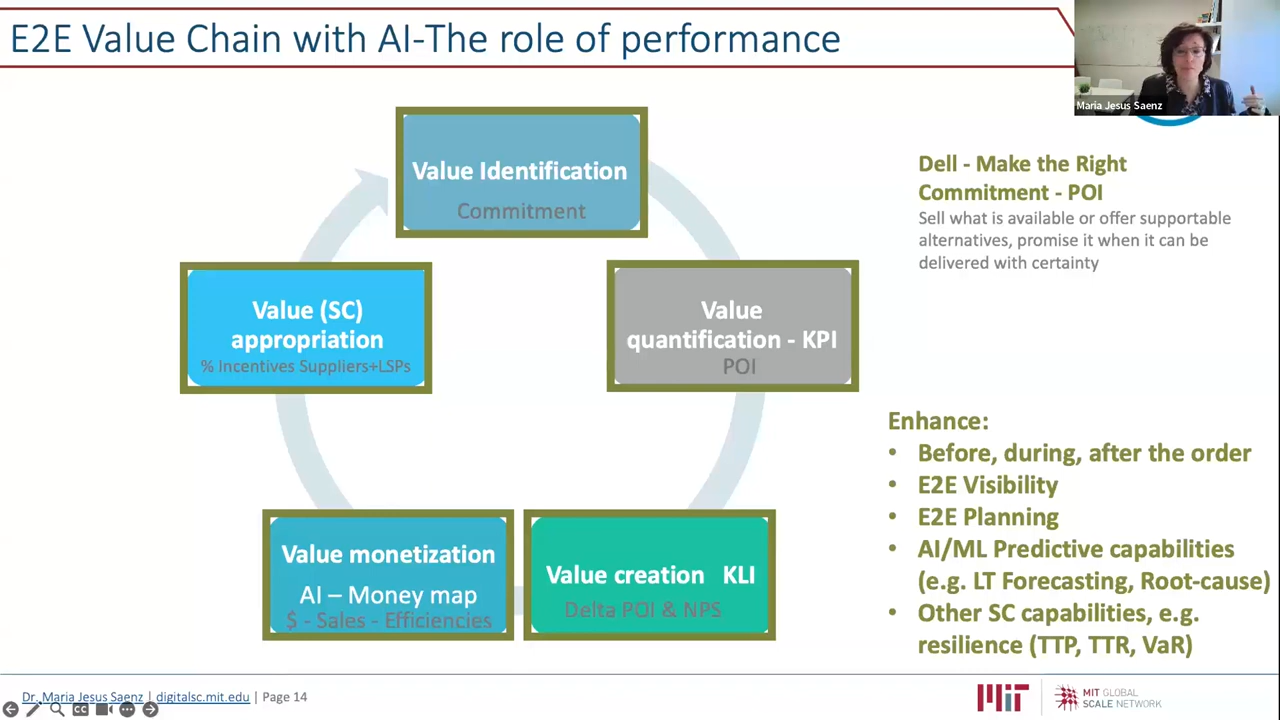 E2E Value Chain with AI-The role of performance
Maria Jesus Saenz
Value Identification
Commitment
Dell - Make the Right
Commitment - POI
Sell what is available or offer supportable
alternatives, promise it when it can be
delivered with certainty
Value (SC)
appropriation
% Incentives Suppliers+LSPs
Value
quantification - KPI
POI
Value monetization
AI – Money map
$ - Sales - Efficiencies
Value creation KLI
Delta POI & NPS
Enhance:
• Before, during, after the order
• E2E Visibility
• E2E Planning
• AI/ML Predictive capabilities
(e.g. LT Forecasting, Root-cause)
• Other SC capabilities, e.g.
resilience (TTP, TTR, VaR)
Dr. Maria Jesus Saenz | digitalsc.mit.edu | Page 14
CC
MIT
MIT GLOBAL
SCALE NETWORK